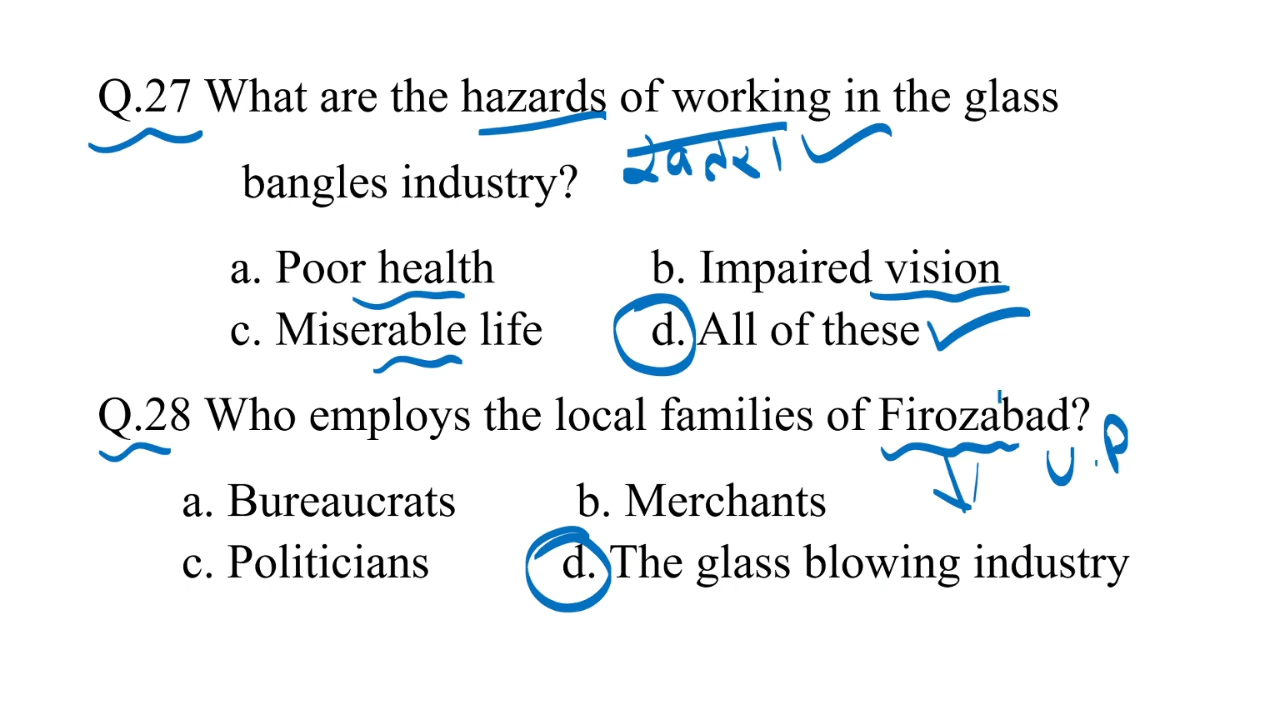 Q.27 What are the hazards of working in the glass
खतरा
bangles industry?
a. Poor health b. Impaired vision
c. Miserable life d. All of these
Q.28 Who employs the local families of Firozabad?
U.P
a. Bureaucrats b. Merchants
c. Politicians d. The glass blowing industry